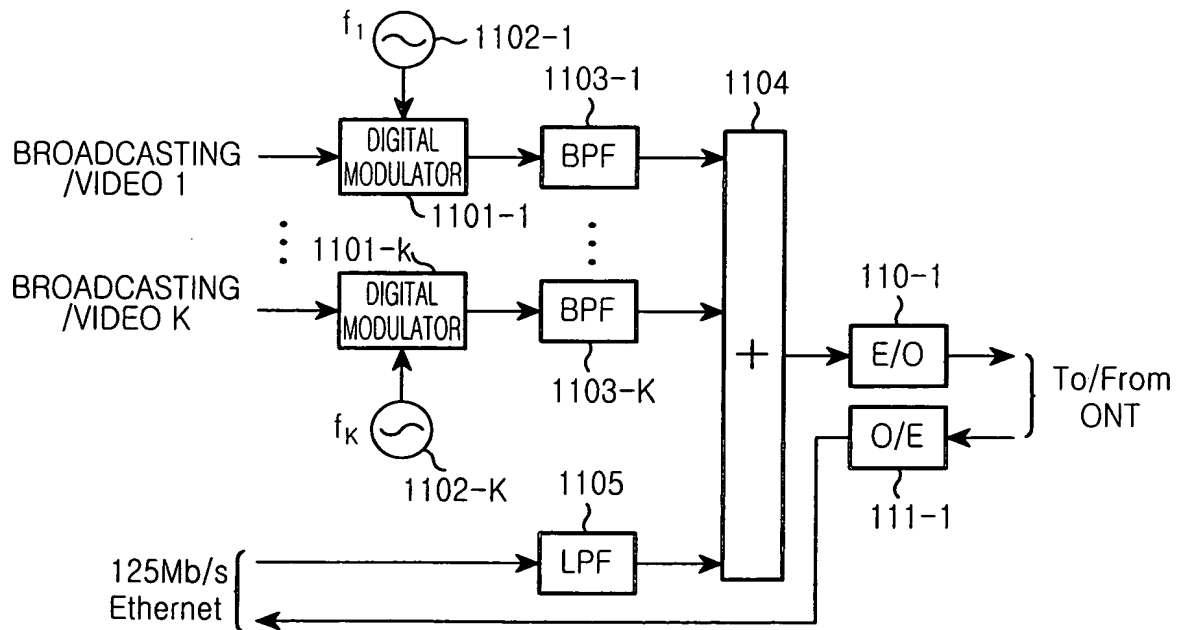 f1
1102-1
1103-1
1104
BROADCASTING
/VIDEO 1
DIGITAL
MODULATOR
BPF
1101-1
1101-k
BROADCASTING
/VIDEO K
DIGITAL
MODULATOR
BPF
110-1
+
E/O
1103-K
To/From
ONT
fK
O/E
1102-K
1105
111-1
125Mb/s
Ethernet
LPF